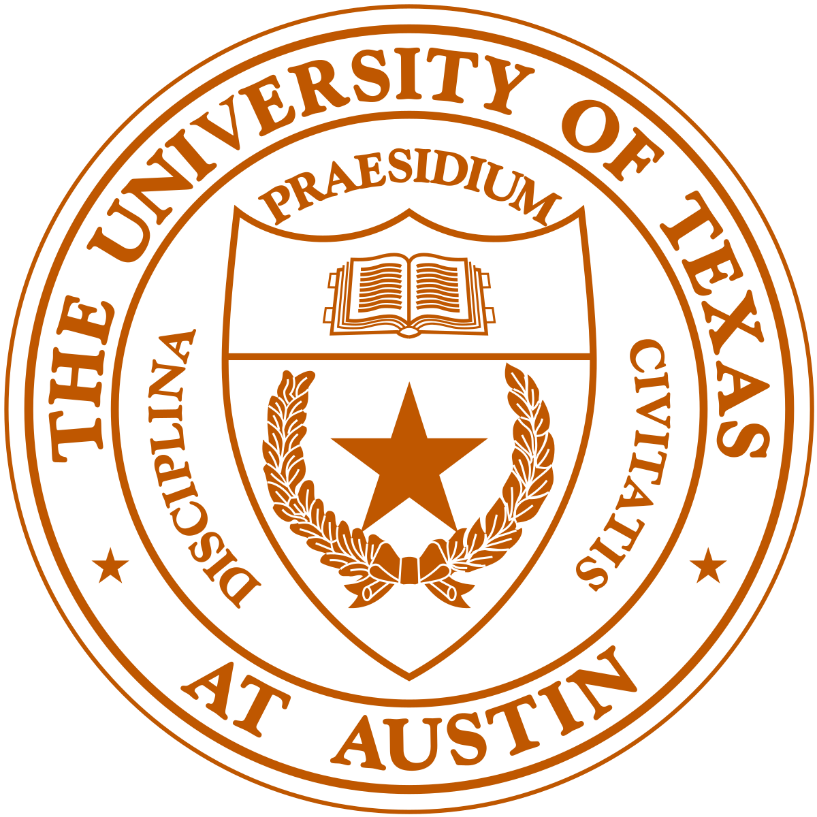 THE UNIVERSITY OF TEXAS
AT AUSTIN
DISCIPLINA
PRAESIDIUM
CIVITATIS